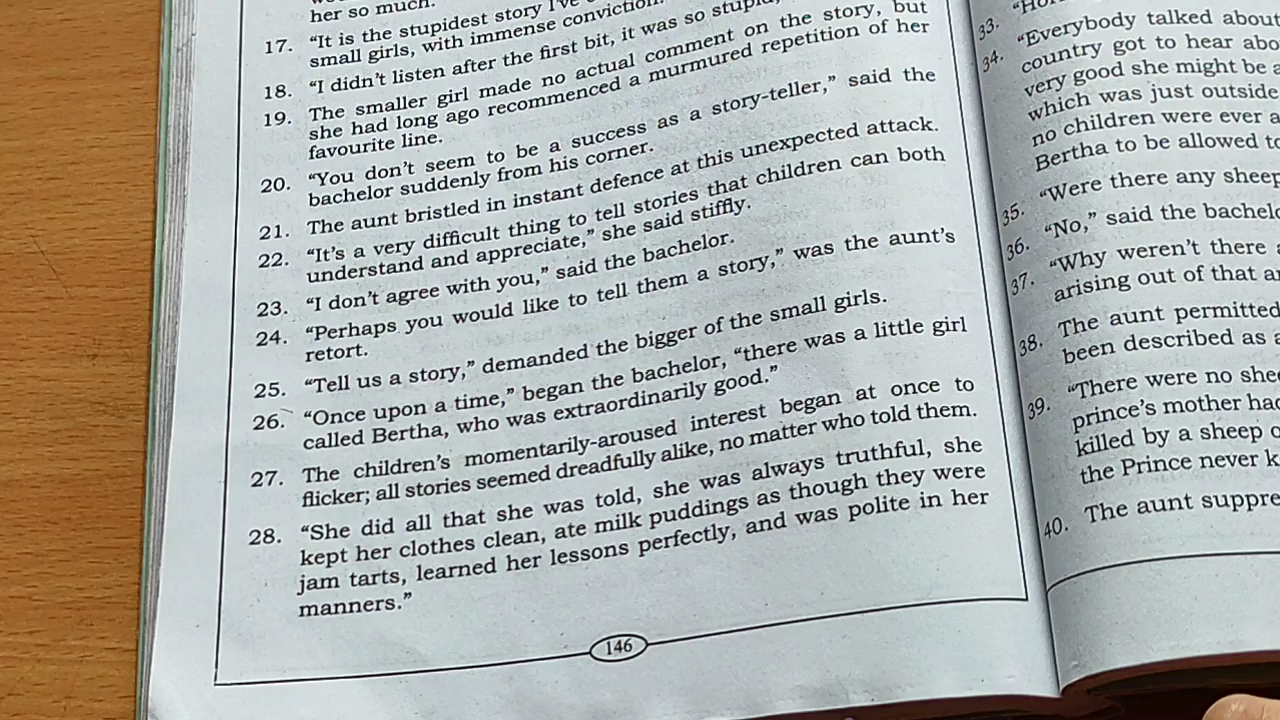 her so much."
17. "It is the stupidest story I've
small girls, with immense conviction.
18. "I didn't listen after the first bit, it was so stupid,
19. The smaller girl made no actual comment on the story, but
she had long ago recommenced a murmured repetition of her
favourite line.
20. "You don't seem to be a success as a story-teller," said the
bachelor suddenly from his corner.
21. The aunt bristled in instant defence at this unexpected attack.
22. "It's a very difficult thing to tell stories that children can both
understand and appreciate," she said stiffly.
23. "I don't agree with you," said the bachelor.
24. "Perhaps you would like to tell them a story," was the aunt's
retort.
25. "Tell us a story," demanded the bigger of the small girls.
26. "Once upon a time," began the bachelor, "there was a little girl
called Bertha, who was extraordinarily good."
27. The children's momentarily-aroused interest began at once to
flicker; all stories seemed dreadfully alike, no matter who told them.
28. "She did all that she was told, she was always truthful, she
kept her clothes clean, ate milk puddings as though they were
jam tarts, learned her lessons perfectly, and was polite in her
manners."
146
33.
34. "Everybody talked about
country got to hear abo
very good she might be a
which was just outside
no children were ever a
Bertha to be allowed to
35. "Were there any sheep
36. "No," said the bachelo
37. "Why weren't there
arising out of that a
38. The aunt permitted
been described as a
39. "There were no shee
prince's mother had
killed by a sheep o
the Prince never k
40. The aunt suppre